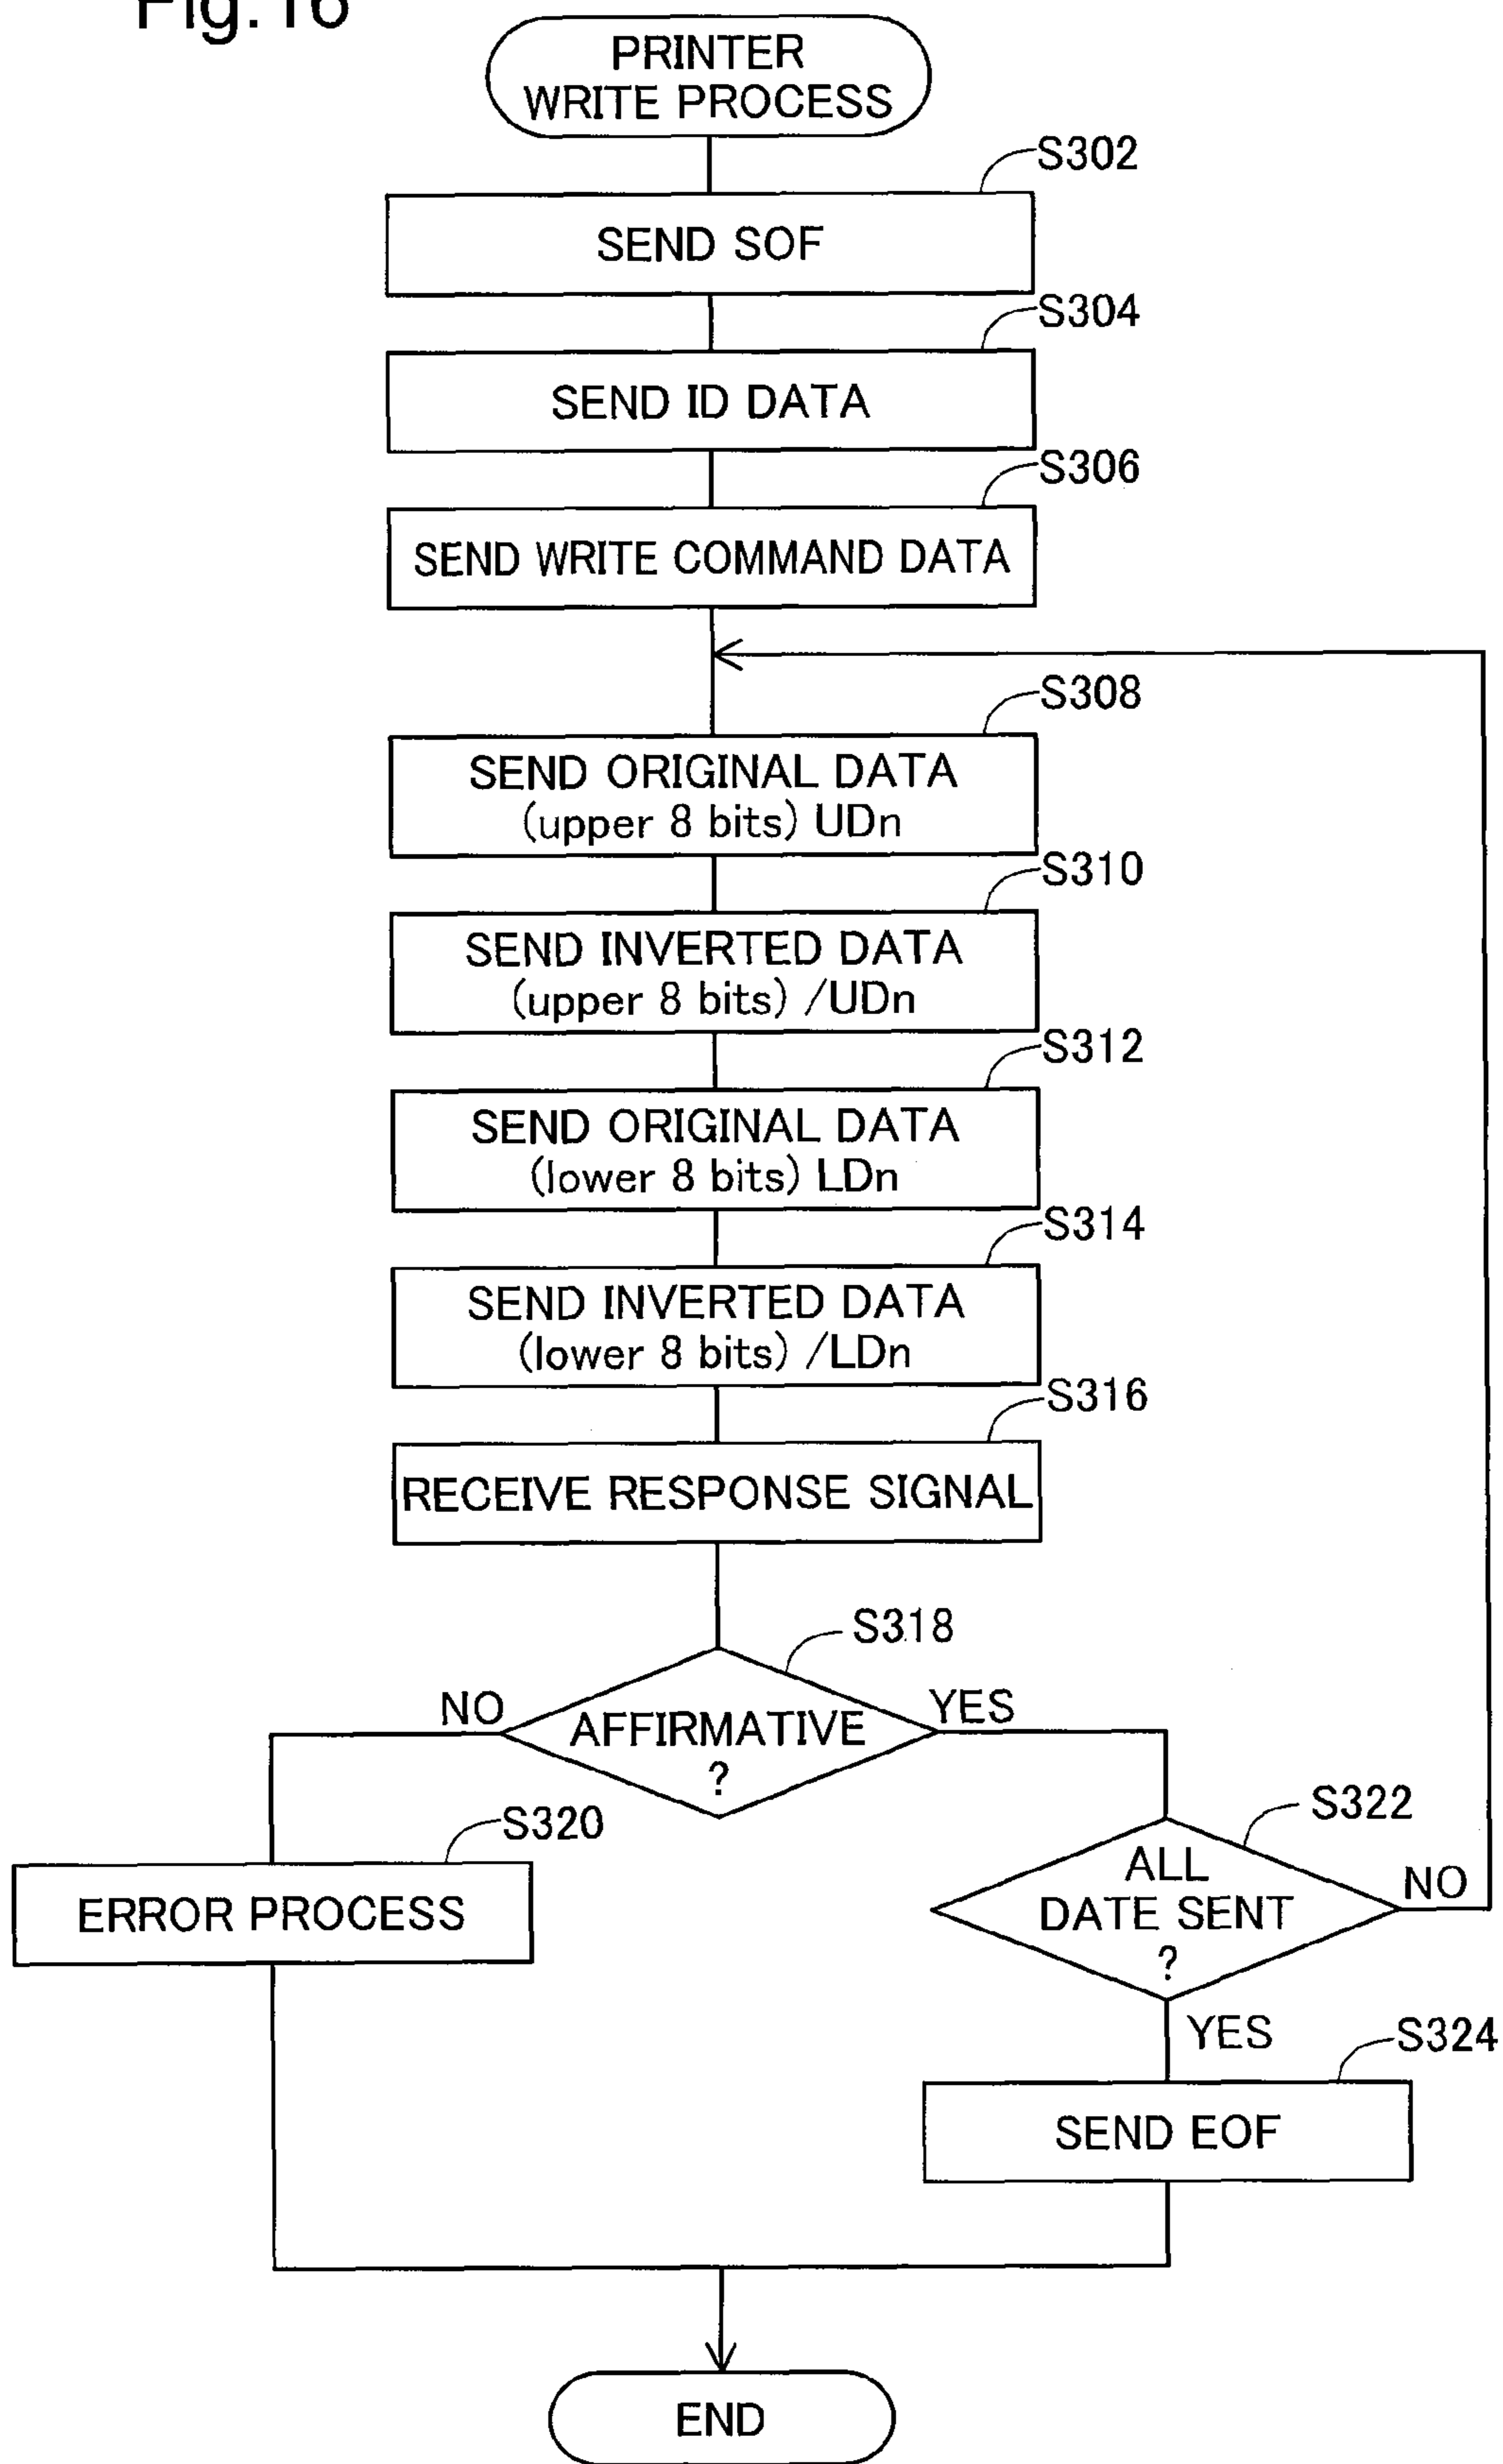 Fig.16
PRINTER
WRITE PROCESS
S302
SEND SOF
S304
SEND ID DATA
S306
SEND WRITE COMMAND DATA
S308
SEND ORIGINAL DATA
(upper 8 bits) UDn
S310
SEND INVERTED DATA
(upper 8 bits) /UDn
S312
SEND ORIGINAL DATA
(lower 8 bits) LDn
S314
SEND INVERTED DATA
(lower 8 bits) /LDn
S316
RECEIVE RESPONSE SIGNAL
S318
NO
YES
AFFIRMATIVE
?
S320
ERROR PROCESS
S322
ALL
DATE SENT
?
NO
YES
S324
SEND EOF
END